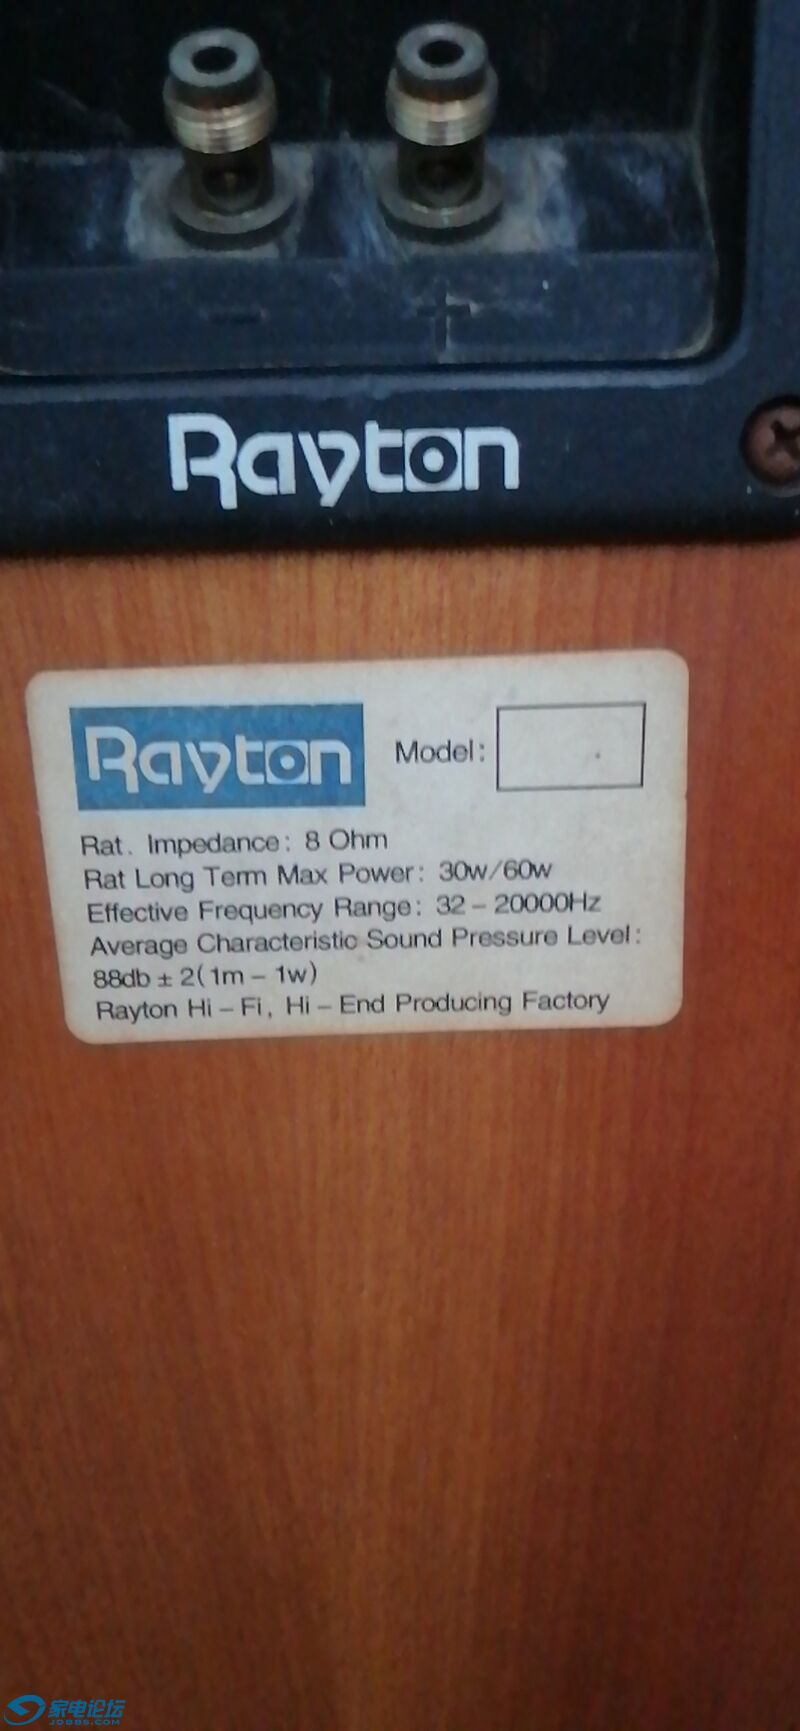 - +
Rayton
Rayton Model:
Rat. Impedance: 8 Ohm
Rat Long Term Max Power: 30w/60w
Effective Frequency Range: 32 - 20000Hz
Average Characteristic Sound Pressure Level:
88db ± 2(1m - 1w)
Rayton Hi - Fi, Hi - End Producing Factory
家电论坛
JDBBS.COM